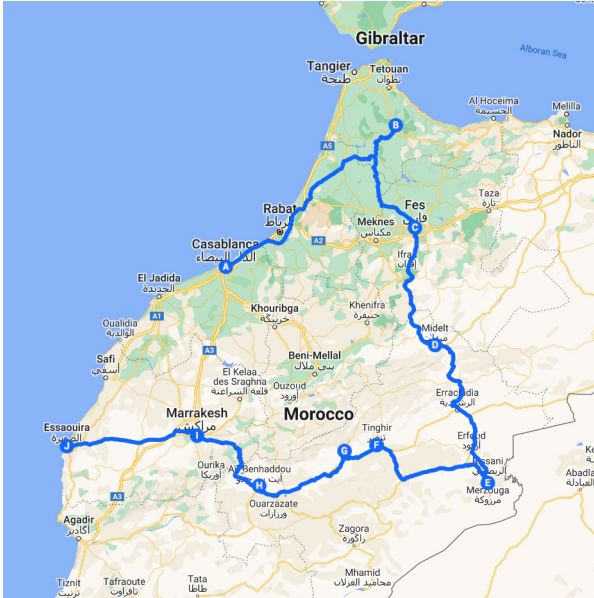 Gibraltar
Alboran Sea
Tangier
طنجة
Tetouan
تطوان
B
Al Hoceima
الحسيمة
Melilla
Nador
الناظور
A5
Rabat
الرباط
Fes
فاس
C
Taza
تازة
Meknes
مكناس
A2
Casablanca
الدار البيضاء
A
Ifrane
إفران
El Jadida
الجديدة
A1
Khouribga
خريبكة
Khenifra
خنيفرة
Oualidia
الوالدية
Midelt
D
A3
Safi
آسفي
Beni-Mellal
بني ملال
El Kelaa
des Sraghna
قلعة السراغنة
Ouzoud
أوزود
Errachidia
الرشيدية
Marrakesh
مراكش
I
Morocco
Essaouira
الصويرة
J
Tinghir
تنغير
F
Erfoud
أرفود
G
Rissani
الريصاني
E
Merzouga
مرزوكة
Ourika
أوريكا
Ait Benhaddou
H
Ouarzazate
ورزازات
A3
Abadla
العبادلة
Agadir
أكادير
Zagora
زاكورة
Mhamid
محاميد الغزلان
Tiznit
تزنيت
Tafraoute
تافراوت
Tata
طاطا